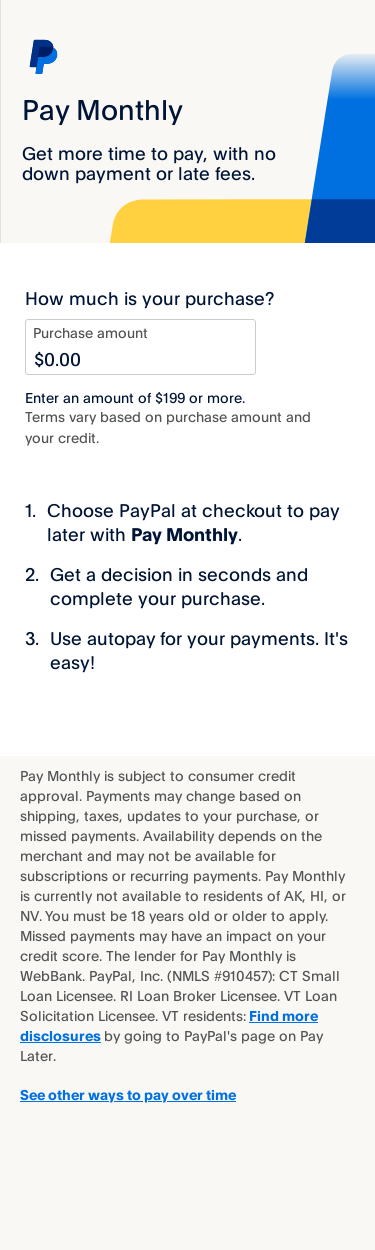 Pay Monthly
Get more time to pay, with no
down payment or late fees.
How much is your purchase?
Purchase amount
$0.00
Enter an amount of $199 or more.
Terms vary based on purchase amount and
your credit.
1. Choose PayPal at checkout to pay
later with Pay Monthly.
2. Get a decision in seconds and
complete your purchase.
3. Use autopay for your payments. It's
easy!
Pay Monthly is subject to consumer credit
approval. Payments may change based on
shipping, taxes, updates to your purchase, or
missed payments. Availability depends on the
merchant and may not be available for
subscriptions or recurring payments. Pay Monthly
is currently not available to residents of AK, HI, or
NV. You must be 18 years old or older to apply.
Missed payments may have an impact on your
credit score. The lender for Pay Monthly is
WebBank. PayPal, Inc. (NMLS #910457): CT Small
Loan Licensee. RI Loan Broker Licensee. VT Loan
Solicitation Licensee. VT residents: Find more
disclosures by going to PayPal's page on Pay
Later.
See other ways to pay over time